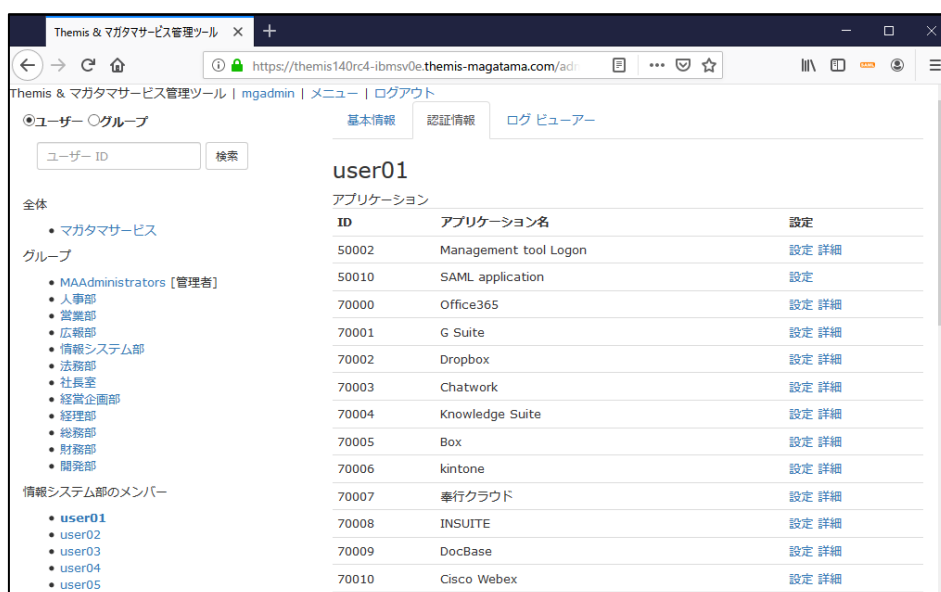 Themis & マガタマサービス管理ツール
https://themis140rc4-ibmsv0e.themis-magatama.com/adm
Themis & マガタマサービス管理ツール | mgadmin | メニュー | ログアウト
ユーザー グループ
ユーザー ID 検索
全体
マガタマサービス
グループ
MAAdministrators [管理者]
人事部
営業部
広報部
情報システム部
法務部
社長室
経営企画部
経理部
総務部
財務部
開発部
情報システム部のメンバー
user01
user02
user03
user04
user05
基本情報 認証情報 ログ ビューアー
user01
アプリケーション
ID アプリケーション名 設定
50002 Management tool Logon 設定 詳細
50010 SAML application 設定
70000 Office365 設定 詳細
70001 G Suite 設定 詳細
70002 Dropbox 設定 詳細
70003 Chatwork 設定 詳細
70004 Knowledge Suite 設定 詳細
70005 Box 設定 詳細
70006 kintone 設定 詳細
70007 奉行クラウド 設定 詳細
70008 INSUITE 設定 詳細
70009 DocBase 設定 詳細
70010 Cisco Webex 設定 詳細